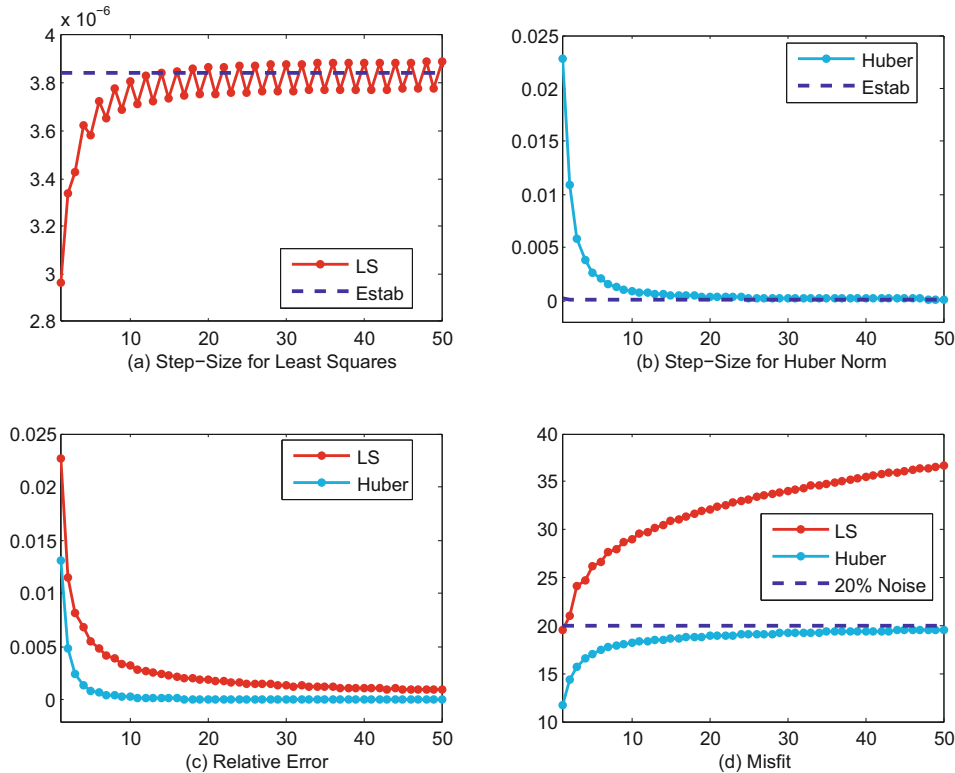 x 10^-6
4
3.8
3.6
3.4
3.2
3
2.8
LS
Estab
10 20 30 40 50
(a) Step-Size for Least Squares
0.025
0.02
0.015
0.01
0.005
0
Huber
Estab
10 20 30 40 50
(b) Step-Size for Huber Norm
0.025
0.02
0.015
0.01
0.005
0
LS
Huber
10 20 30 40 50
(c) Relative Error
40
35
30
25
20
15
10
LS
Huber
20% Noise
10 20 30 40 50
(d) Misfit